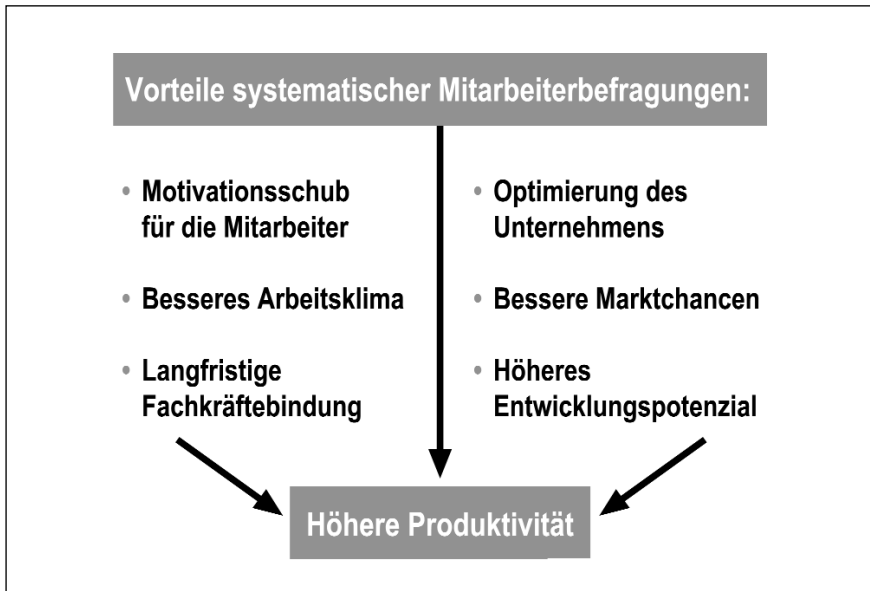 Vorteile systematischer Mitarbeiterbefragungen:
• Motivationsschub
für die Mitarbeiter
• Besseres Arbeitsklima
• Langfristige
Fachkräftebindung
• Optimierung des
Unternehmens
• Bessere Marktchancen
• Höheres
Entwicklungspotenzial
Höhere Produktivität